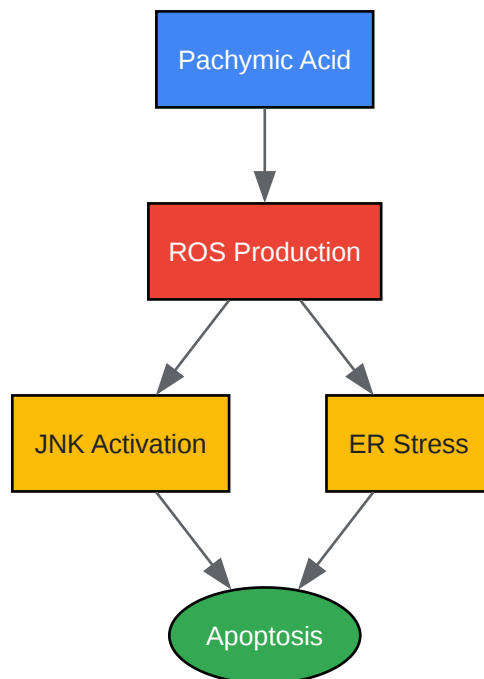 Pachymic Acid
ROS Production
JNK Activation
ER Stress
Apoptosis